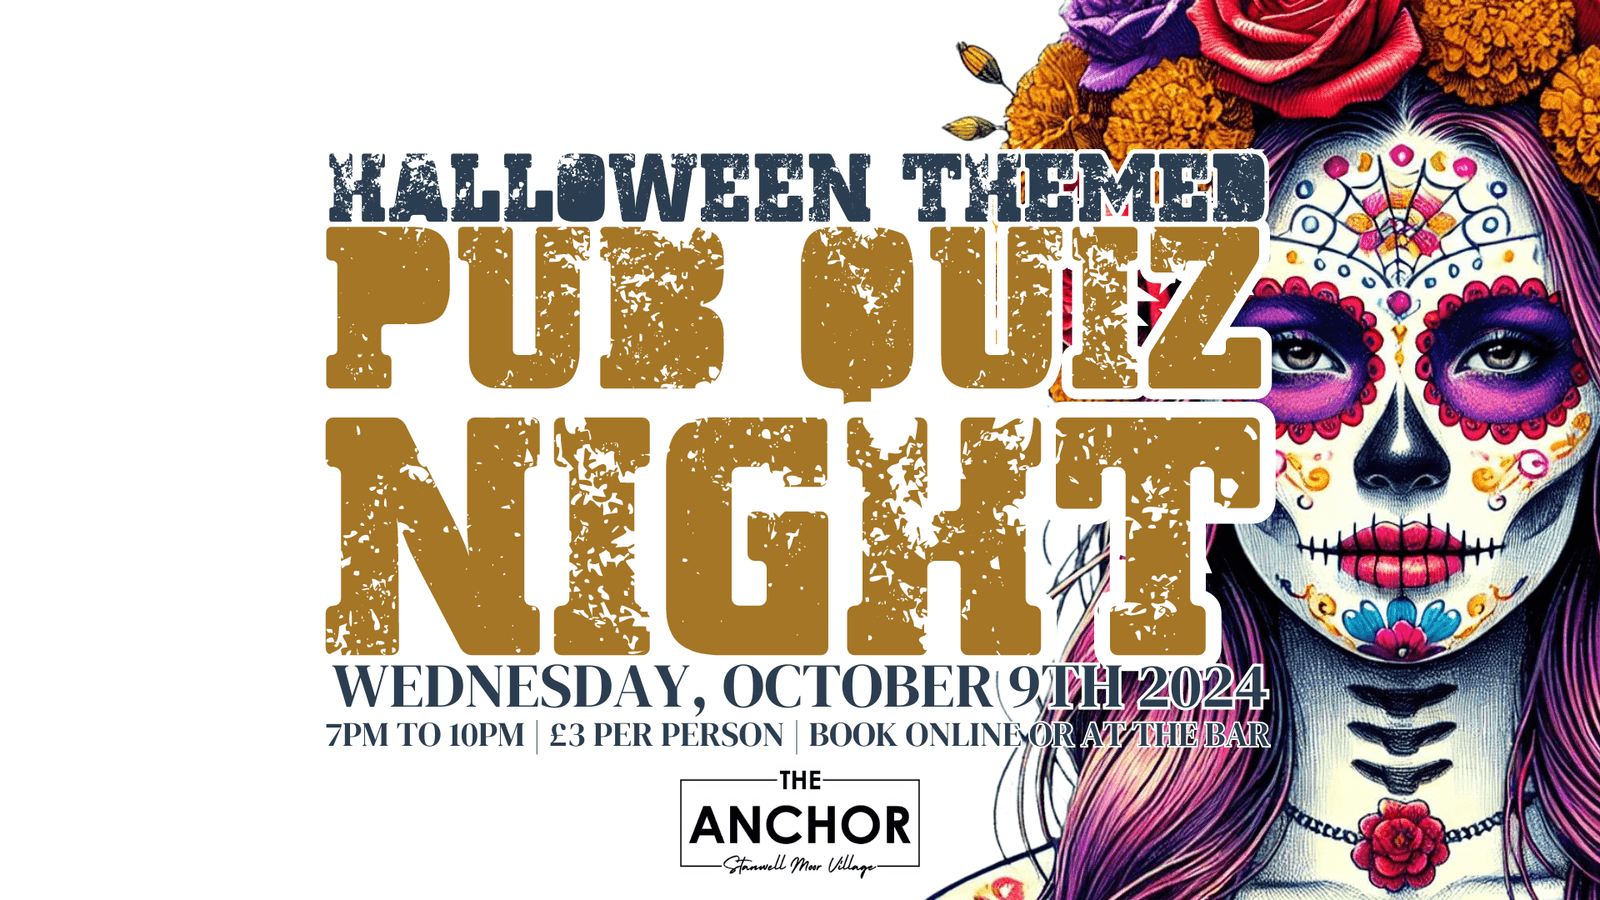 HALLOWEEN THEMED
PUB QUIZ
NIGHT
WEDNESDAY, OCTOBER 9TH 2024
7PM TO 10PM | £3 PER PERSON | BOOK ONLINE OR AT THE BAR
THE
ANCHOR
Stanwell Moor Village